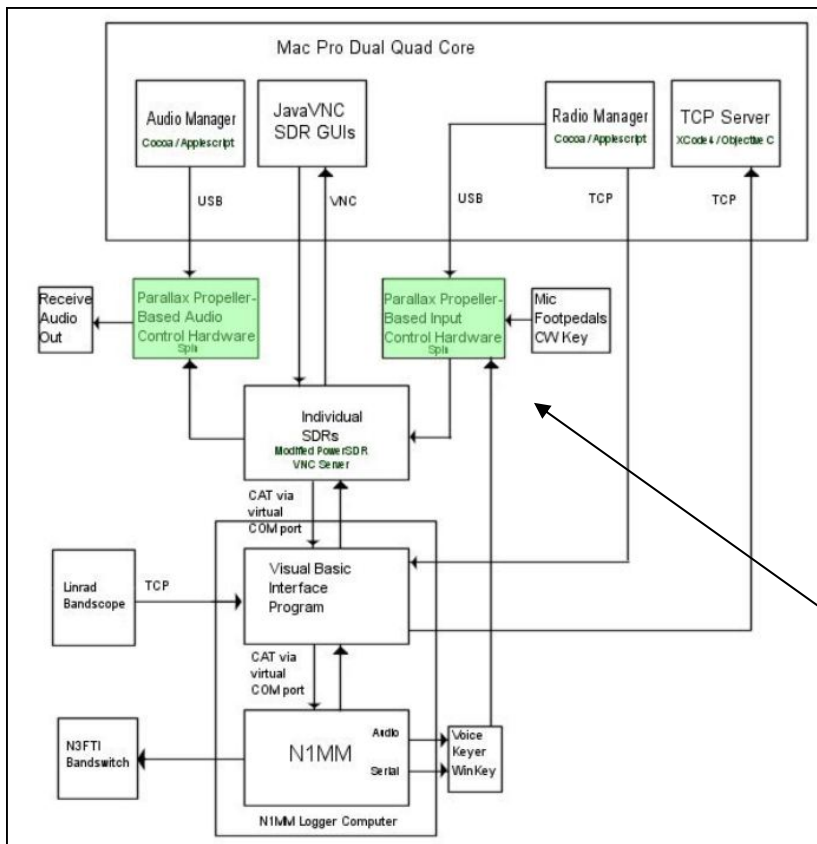 Mac Pro Dual Quad Core
Audio Manager
Cocoa / Applescript
JavaVNC
SDR GUIs
Radio Manager
Cocoa / Applescript
TCP Server
XCode 4 / Objective C
USB
VNC
USB
TCP
TCP
Receive
Audio
Out
Parallax Propeller-
Based Audio
Control Hardware
Spin
Parallax Propeller-
Based Input
Control Hardware
Spin
Mic
Footpedals
CW Key
Individual
SDRs
Modified PowerSDR
VNC Server
CAT via
virtual
COM port
Linrad
Bandscope
TCP
Visual Basic
Interface
Program
CAT via
virtual
COM port
N3FTI
Bandswitch
N1MM
Audio
Serial
Voice
Keyer
WinKey
N1MM Logger Computer